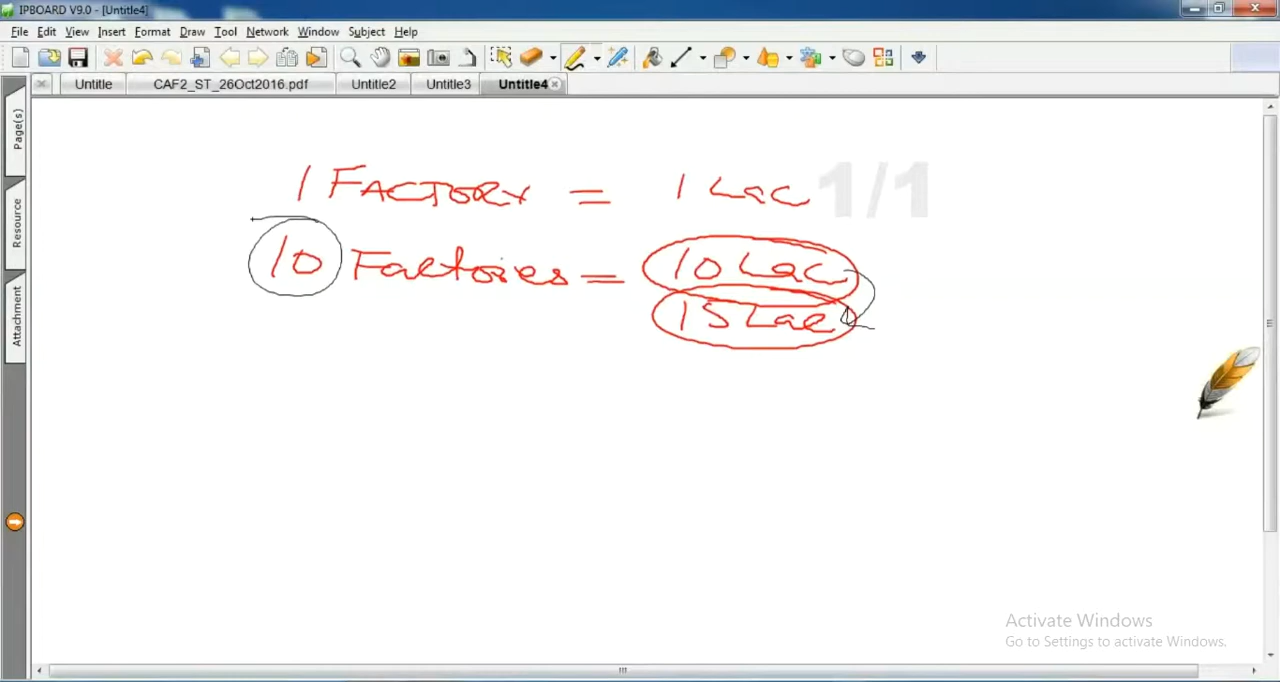 IPBOARD V9.0 - [Untitled4]
File Edit View Insert Format Draw Tool Network Window Subject Help
Untitle CAF2_ST_26Oct2016.pdf Untitle2 Untitle3 Untitle4
Page(s)
Resource
Attachment
1 FACTORY = 1 Lac
1/1
10 Factories = 10 Lac
15 Lac
Activate Windows
Go to Settings to activate Windows.